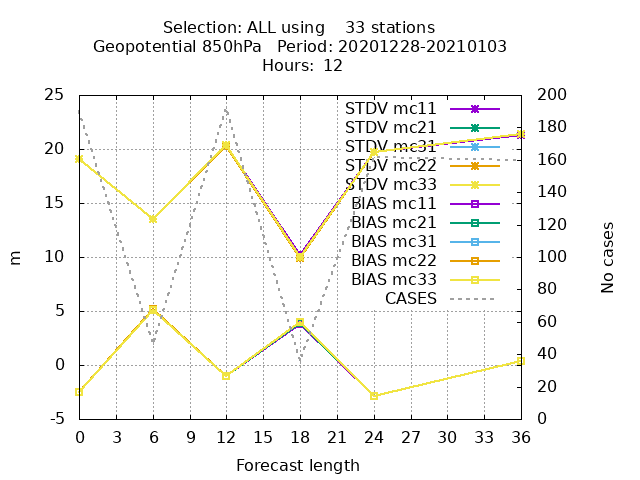 Selection: ALL using    33 stations
Geopotential 850hPa   Period: 20201228-20210103
Hours:  12
25
20
15
10
5
0
-5
m
200
180
160
140
120
100
80
60
40
20
0
No cases
STDV mc11
STDV mc21
STDV mc31
STDV mc22
STDV mc33
BIAS mc11
BIAS mc21
BIAS mc31
BIAS mc22
BIAS mc33
CASES
0 3 6 9 12 15 18 21 24 27 30 33 36
Forecast length